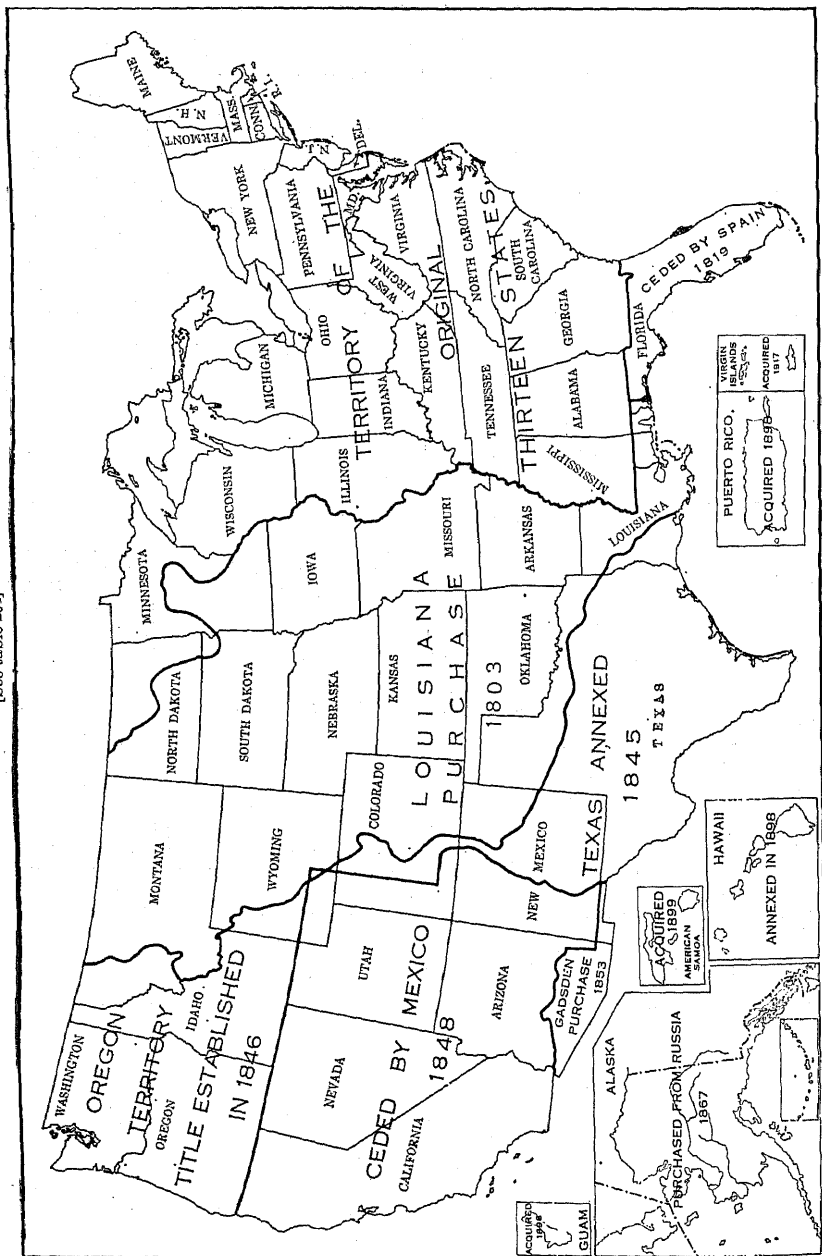 WASHINGTON
OREGON
TERRITORY
OREGON
IDAHO
TITLE ESTABLISHED
IN 1846
MONTANA
WYOMING
NORTH DAKOTA
SOUTH DAKOTA
NEBRASKA
KANSAS
COLORADO
LOUISIANA
PURCHASE
1803
OKLAHOMA
MINNESOTA
IOWA
MISSOURI
ARKANSAS
LOUISIANA
WISCONSIN
ILLINOIS
MICHIGAN
INDIANA
OHIO
KENTUCKY
TENNESSEE
MISSISSIPPI
ALABAMA
GEORGIA
TERRITORY OF THE
ORIGINAL
THIRTEEN STATES
MAINE
N.H.
VERMONT
MASS.
CONN.
R.I.
NEW YORK
PENNSYLVANIA
N.J.
DEL.
MD.
WEST
VIRGINIA
VIRGINIA
NORTH CAROLINA
SOUTH
CAROLINA
FLORIDA
CEDED BY SPAIN
1819
NEVADA
UTAH
CALIFORNIA
CEDED BY MEXICO
1848
ARIZONA
NEW
MEXICO
GADSDEN
PURCHASE
1853
TEXAS ANNEXED
1845
TEXAS
GUAM
ACQUIRED
ALASKA
PURCHASED FROM RUSSIA
1867
ACQUIRED
1899
AMERICAN
SAMOA
HAWAII
ANNEXED IN 1898
PUERTO RICO,
ACQUIRED 1898
VIRGIN
ISLANDS
ACQUIRED
1917